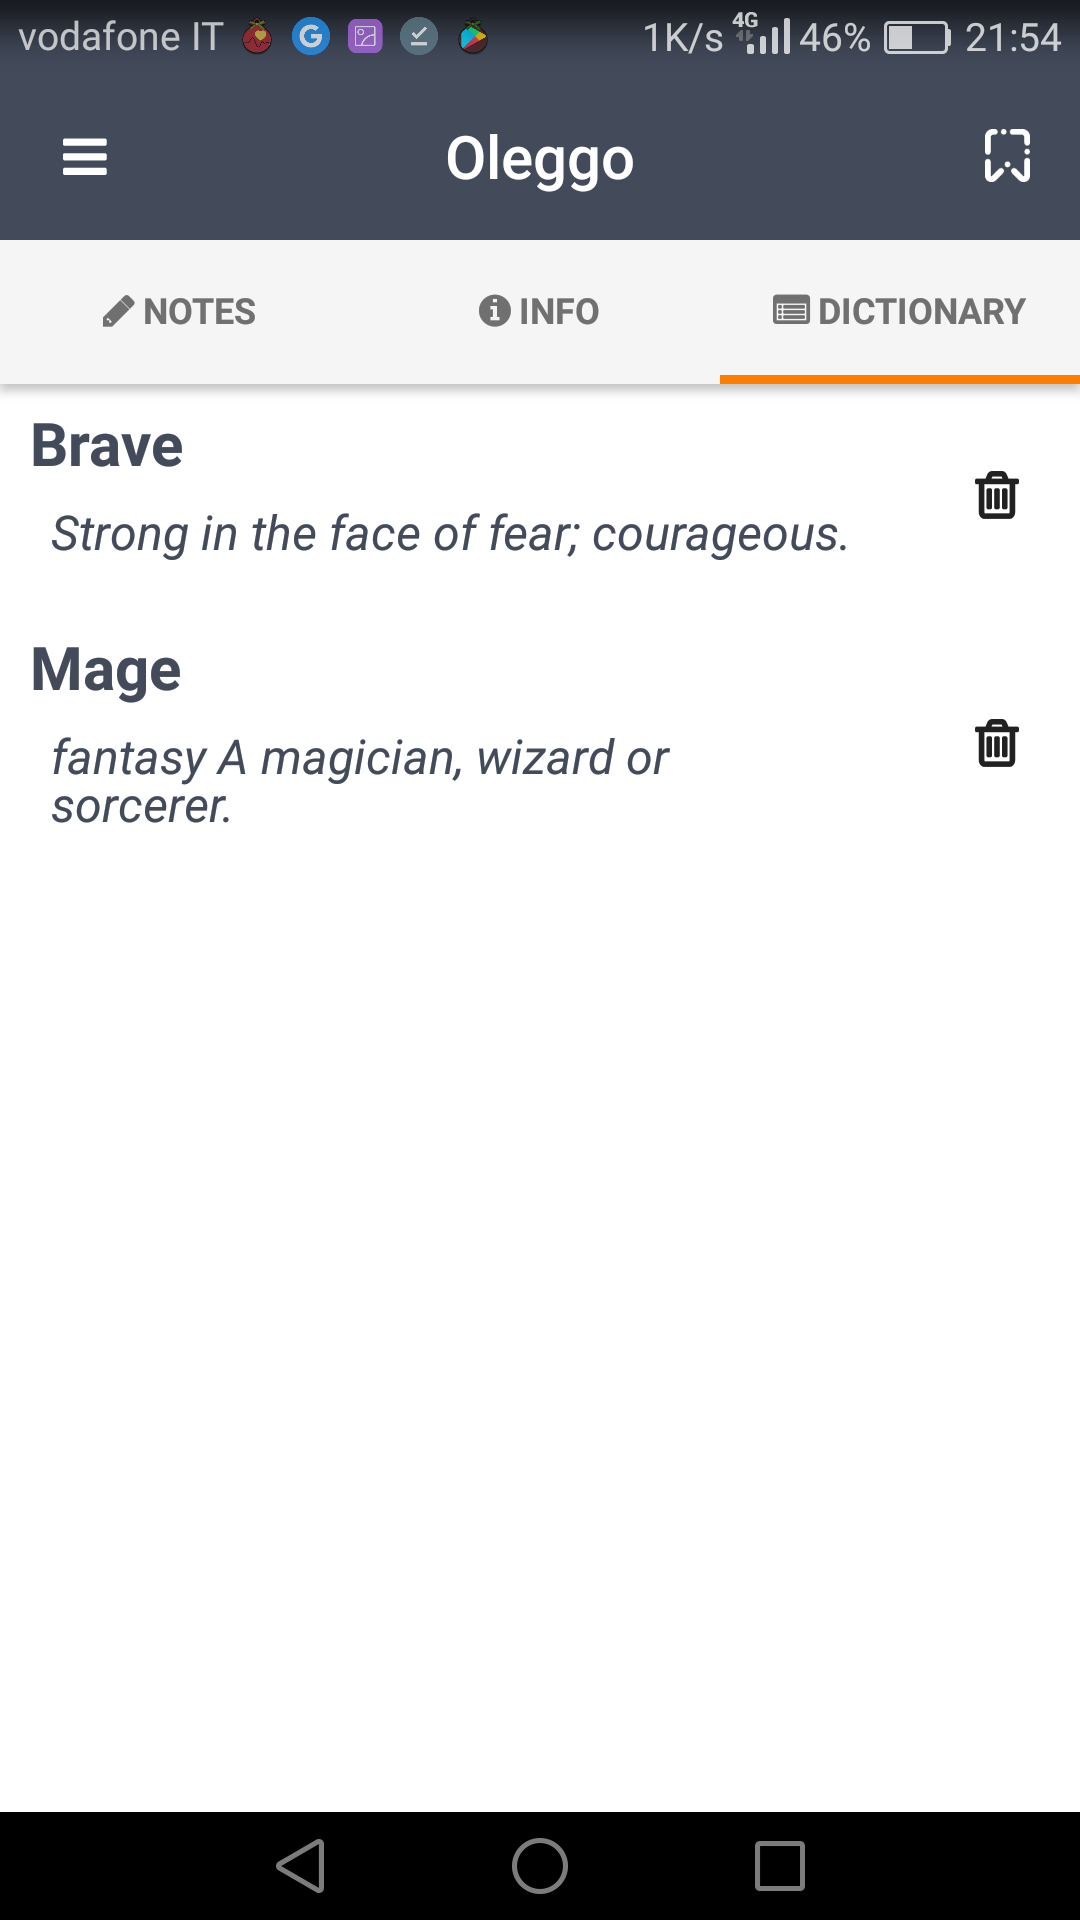 vodafone IT 1K/s 4G 46% 21:54
Oleggo
NOTES INFO DICTIONARY
Brave
Strong in the face of fear; courageous.
Mage
fantasy A magician, wizard or
sorcerer.